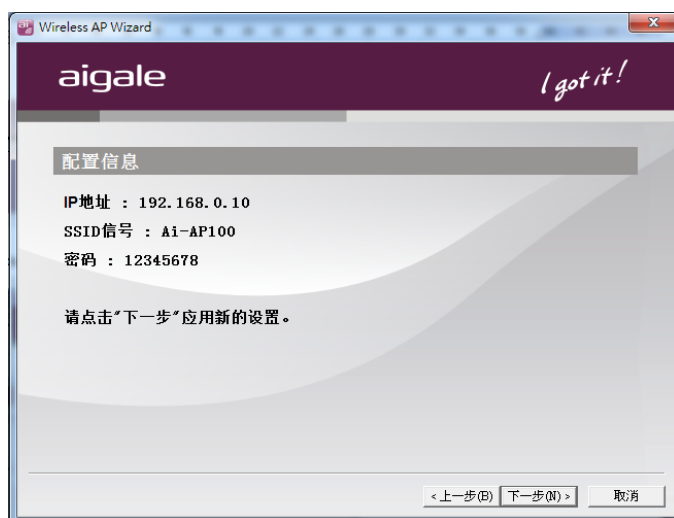 Wireless AP Wizard
aigale
I got it!
配置信息
IP地址 : 192.168.0.10
SSID信号 : Ai-AP100
密码 : 12345678
请点击"下一步"应用新的设置。
<上一步(B) 下一步(N)> 取消